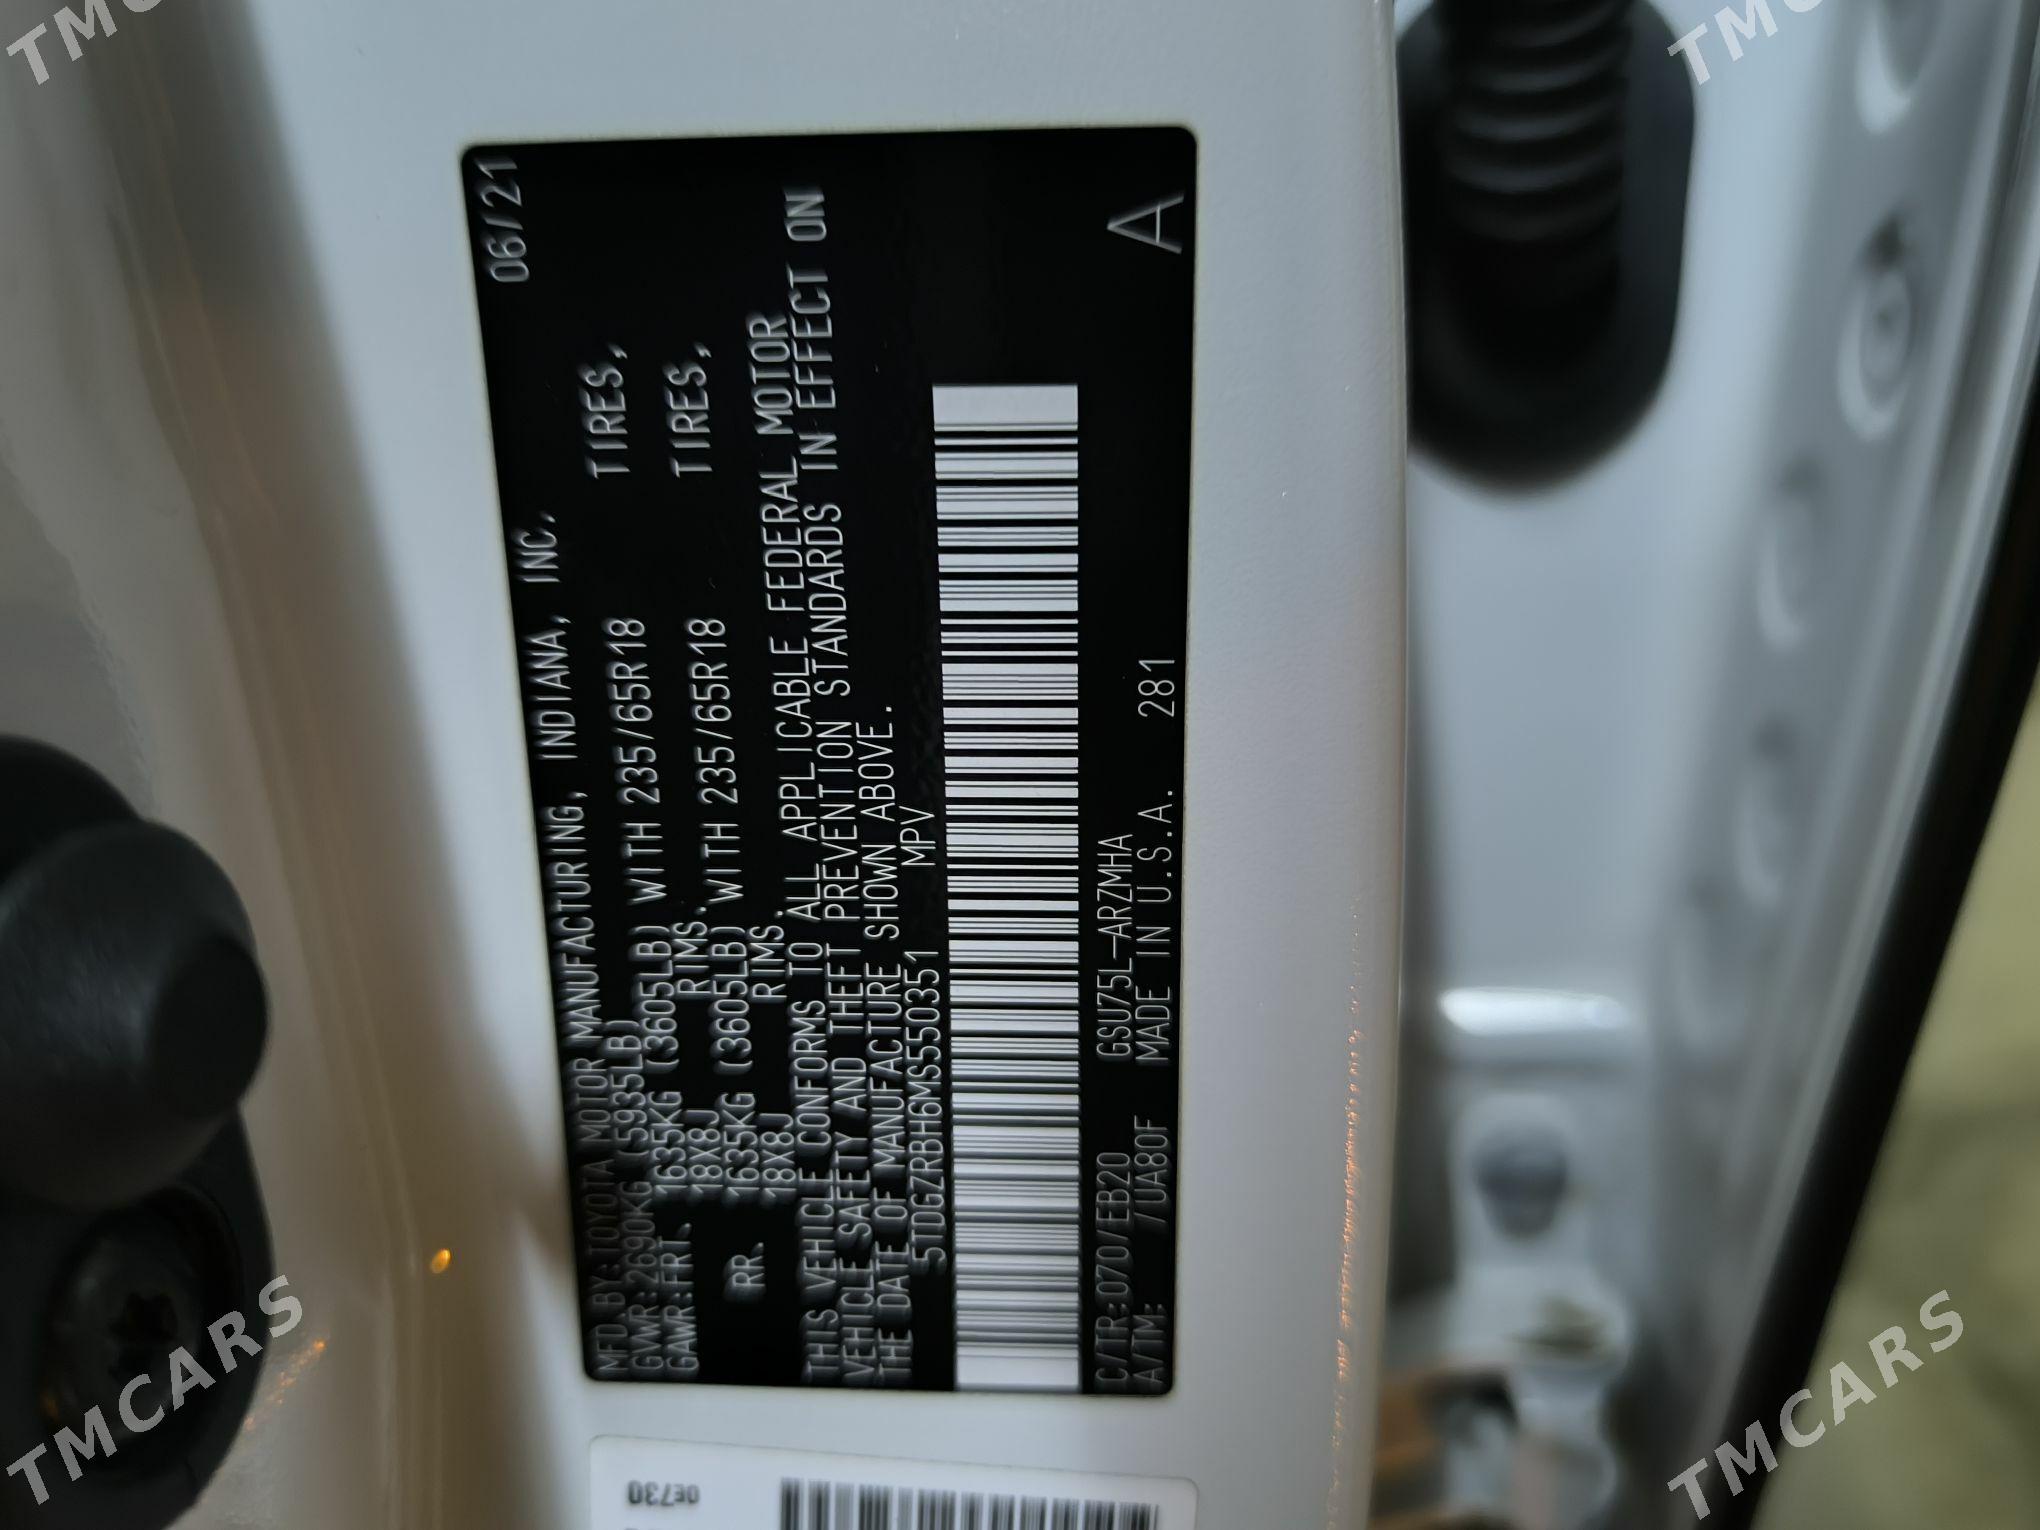 MFD.BY:TOYOTA MOTOR MANUFACTURING, INDIANA, INC. 06/21
GVWR:2690KG(5935LB)
GAWR:FRT. 1635KG (3605LB) WITH 235/65R18 TIRES,
18X8J RIMS.
RR. 1635KG (3605LB) WITH 235/65R18 TIRES,
18X8J RIMS.
THIS VEHICLE CONFORMS TO ALL APPLICABLE FEDERAL MOTOR
VEHICLE SAFETY AND THEFT PREVENTION STANDARDS IN EFFECT ON
THE DATE OF MANUFACTURE SHOWN ABOVE.
5TDGZRBH6MS550351 MPV
C/TR:070/EB20 GSU75L-ARZMHA
A/TM: /UA80F MADE IN U.S.A. 281 A
0E730
TMCARS
TMCARS